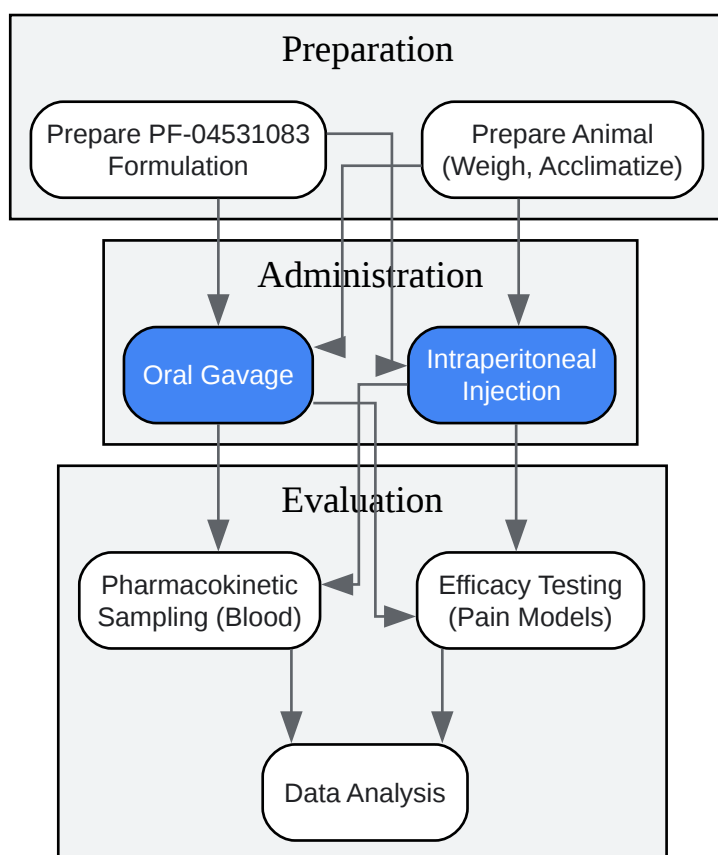 Preparation
Prepare PF-04531083
Formulation
Prepare Animal
(Weigh, Acclimatize)
Administration
Oral Gavage
Intraperitoneal
Injection
Evaluation
Pharmacokinetic
Sampling (Blood)
Efficacy Testing
(Pain Models)
Data Analysis